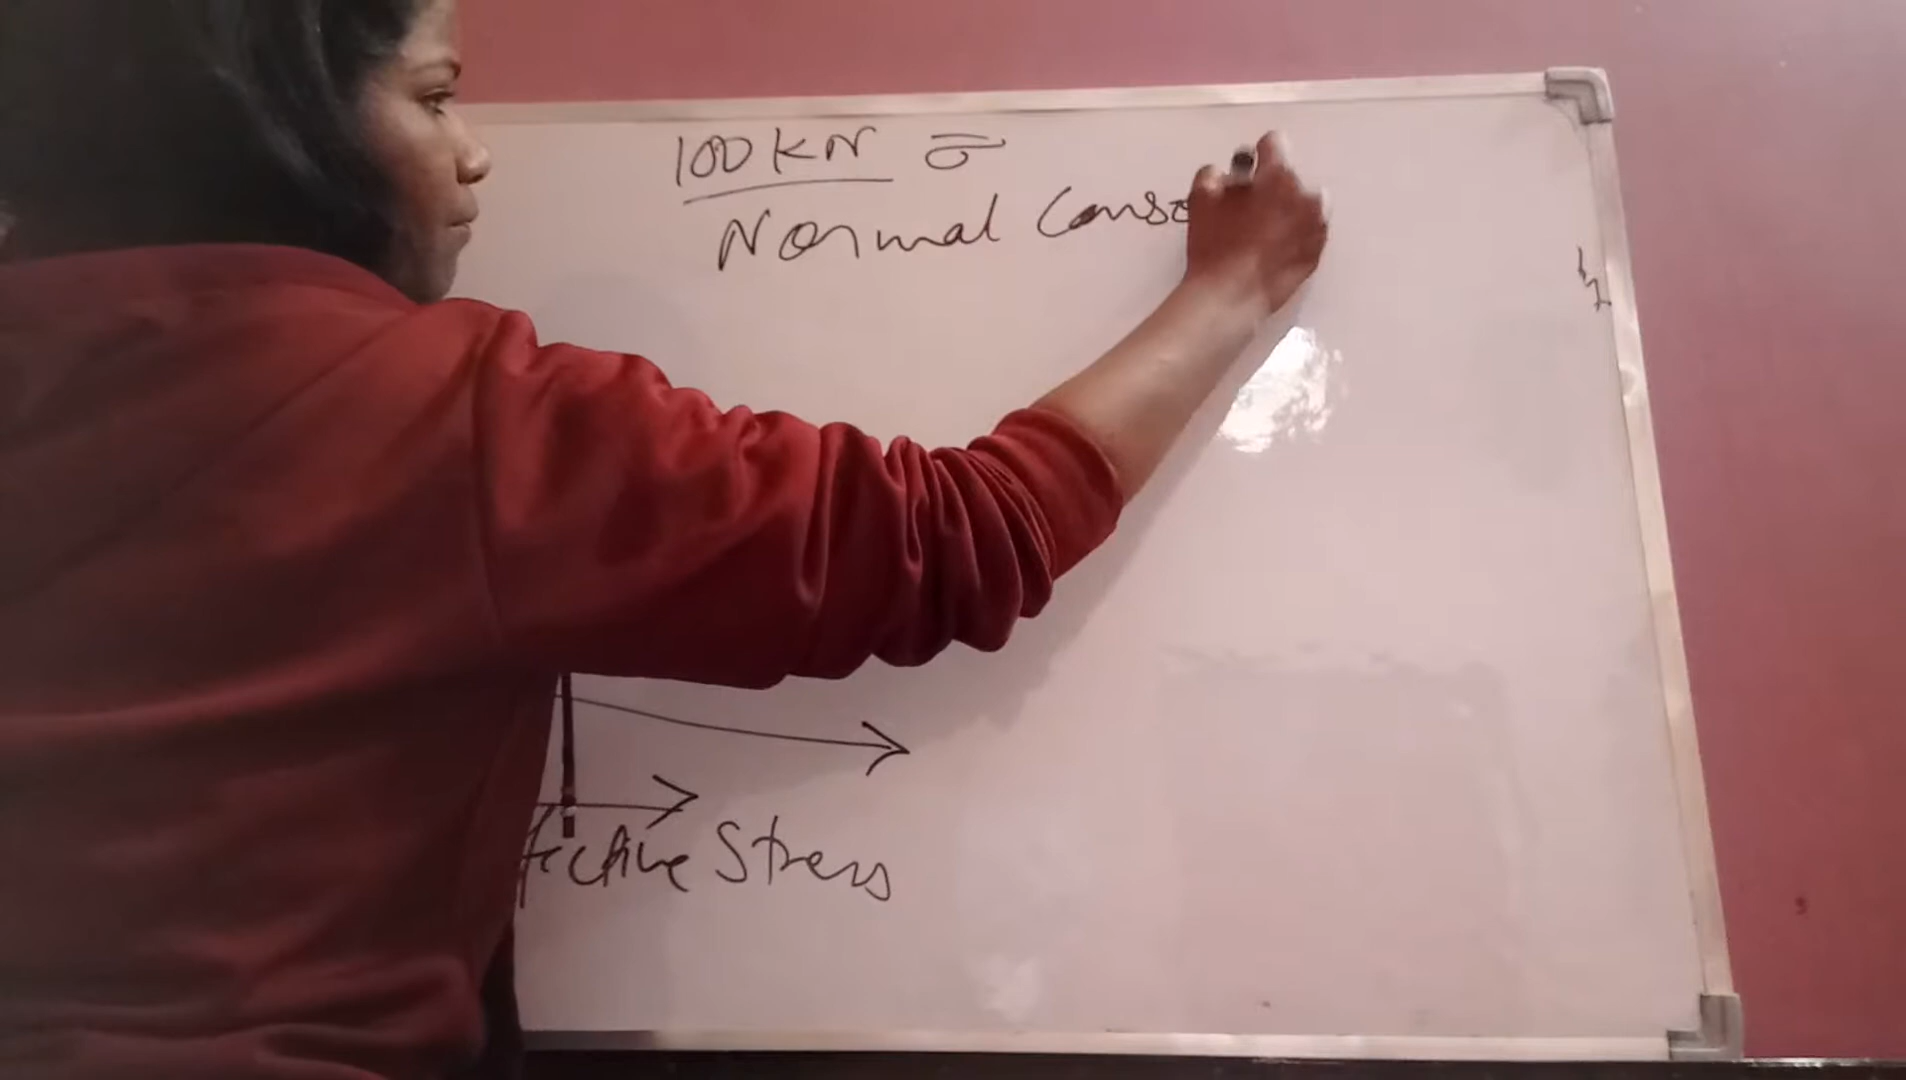 100 KN σ̄
Normal Conso
fective Stress